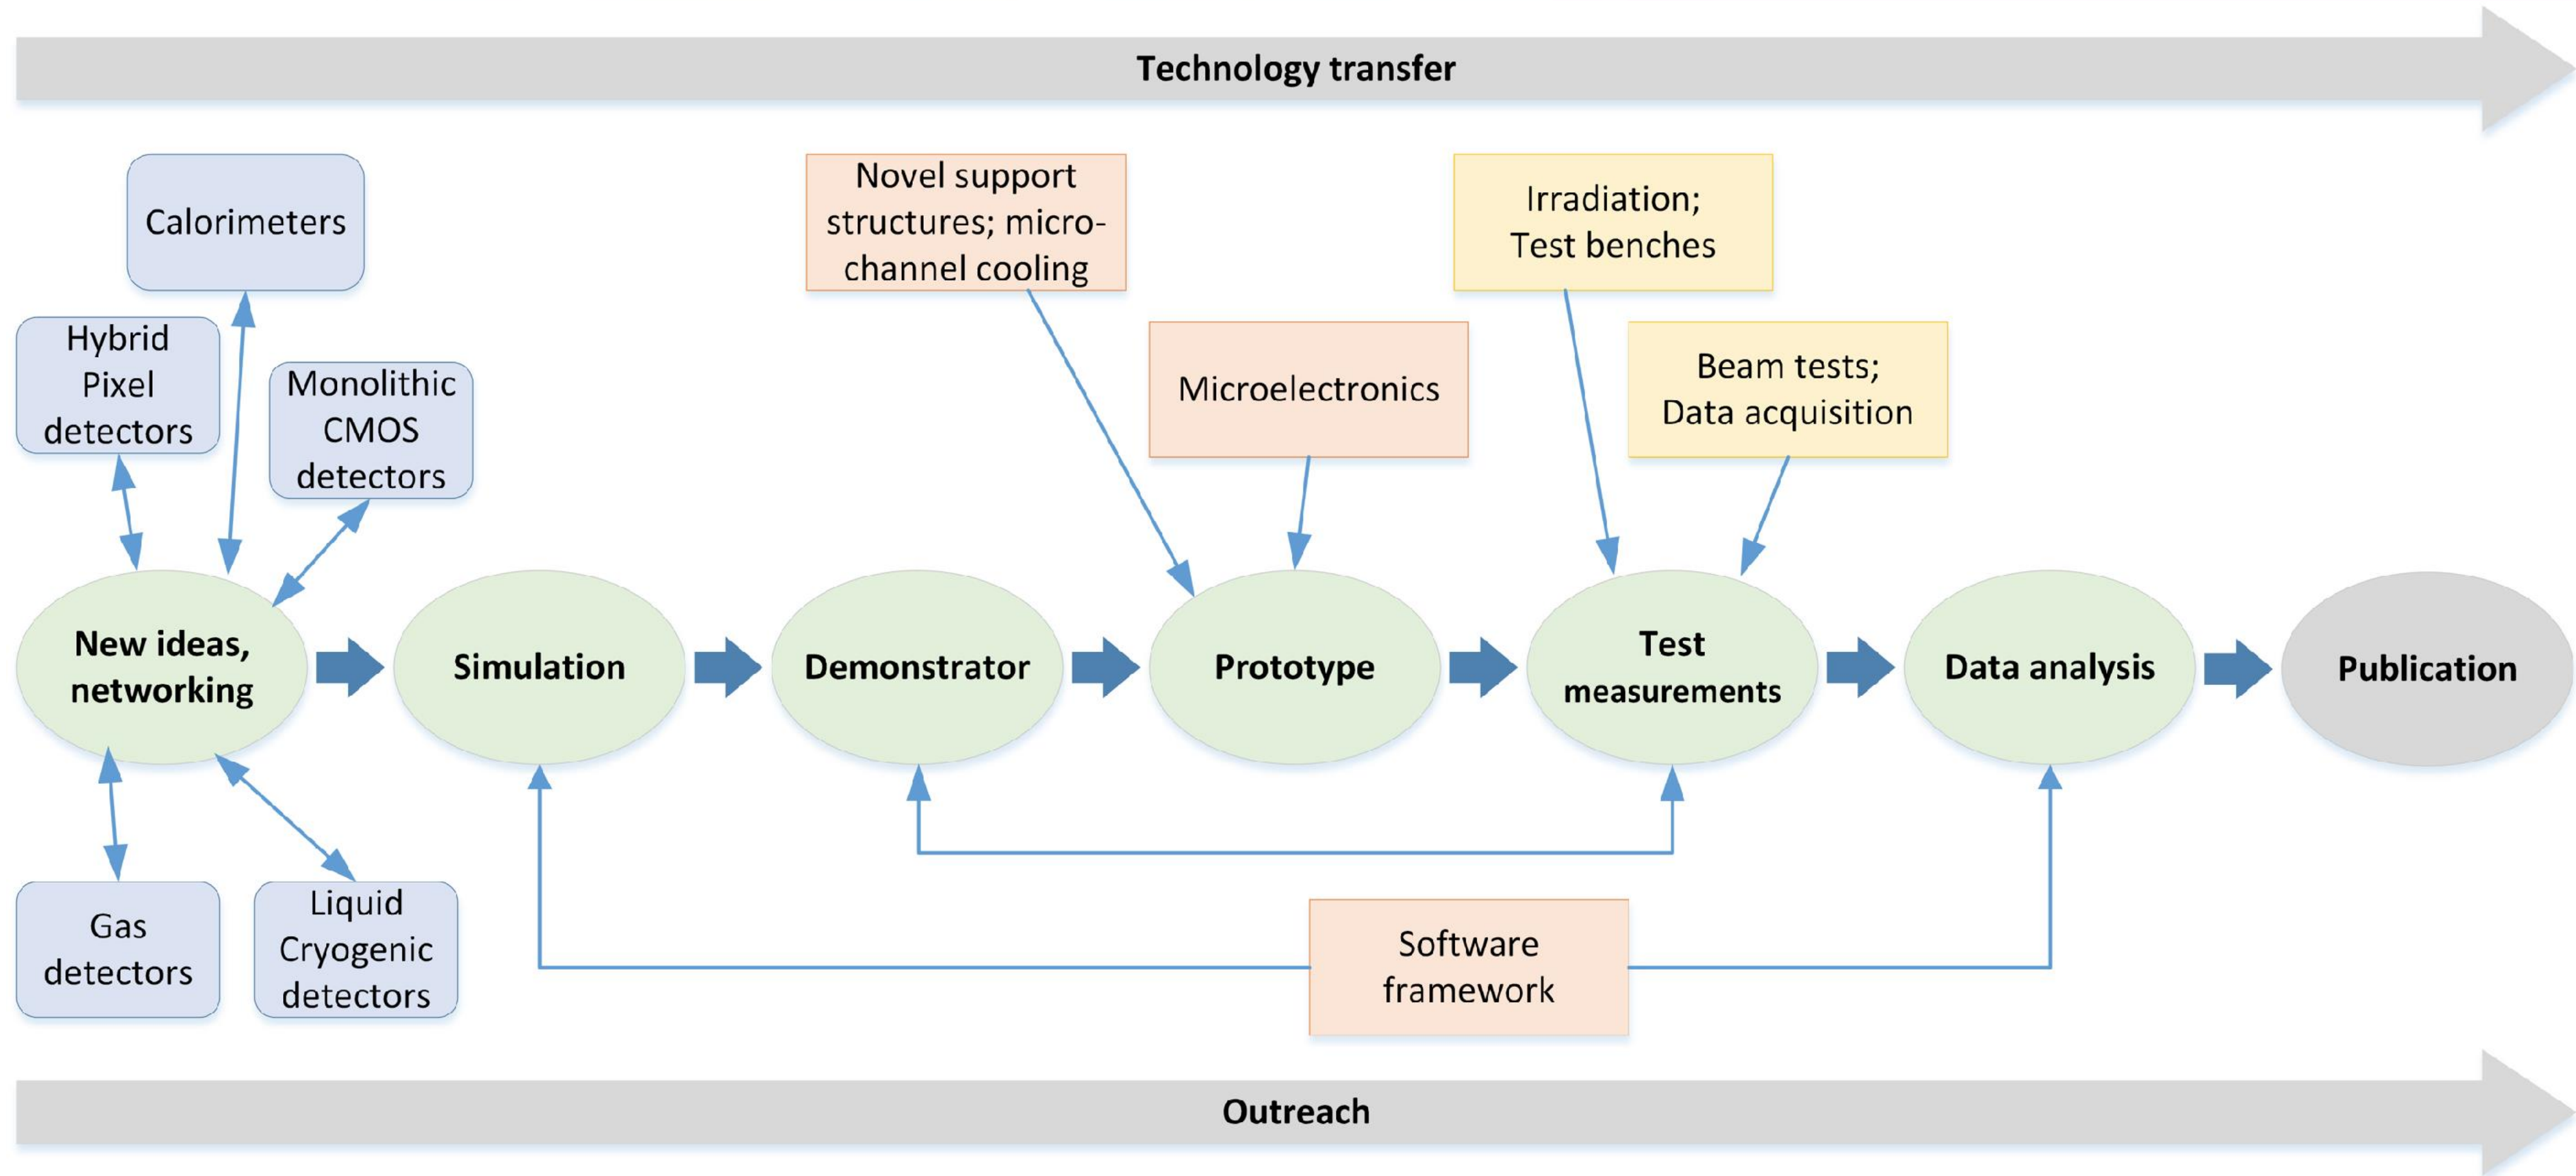 Technology transfer
Calorimeters
Hybrid
Pixel
detectors
Monolithic
CMOS
detectors
Novel support
structures; micro-
channel cooling
Microelectronics
Irradiation;
Test benches
Beam tests;
Data acquisition
New ideas,
networking
Simulation
Demonstrator
Prototype
Test
measurements
Data analysis
Publication
Gas
detectors
Liquid
Cryogenic
detectors
Software
framework
Outreach